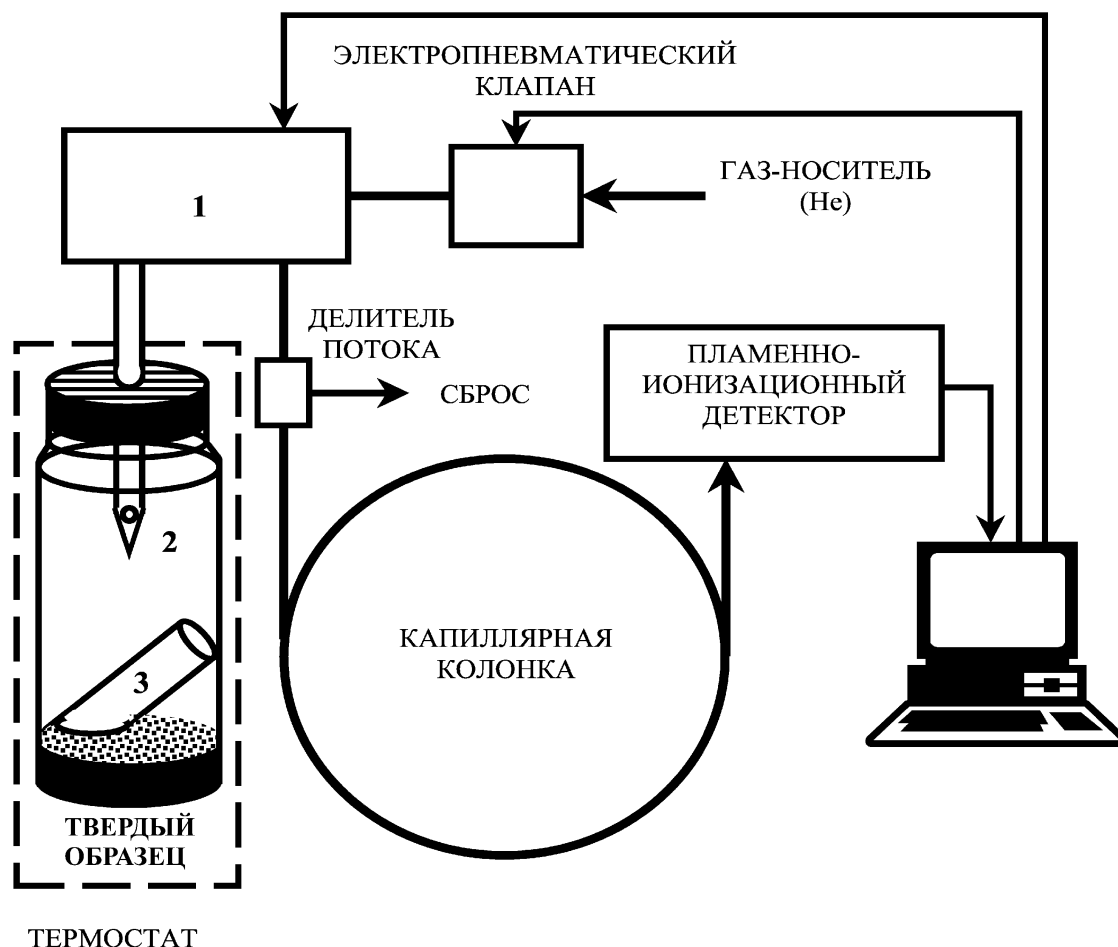 ЭЛЕКТРОПНЕВМАТИЧЕСКИЙ
КЛАПАН
ГАЗ-НОСИТЕЛЬ
(He)
1
ДЕЛИТЕЛЬ
ПОТОКА
СБРОС
ПЛАМЕННО-
ИОНИЗАЦИОННЫЙ
ДЕТЕКТОР
2
КАПИЛЛЯРНАЯ
КОЛОНКА
3
ТВЕРДЫЙ
ОБРАЗЕЦ
ТЕРМОСТАТ